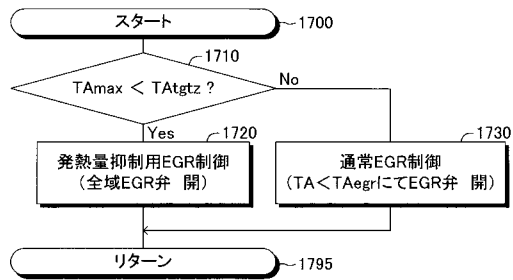 スタート
1700
1710
TAmax < TAtgtz ?
No
Yes
1720
発熱量抑制用EGR制御
(全域EGR弁 開)
1730
通常EGR制御
(TA<TAegrにてEGR弁 開)
リターン
1795